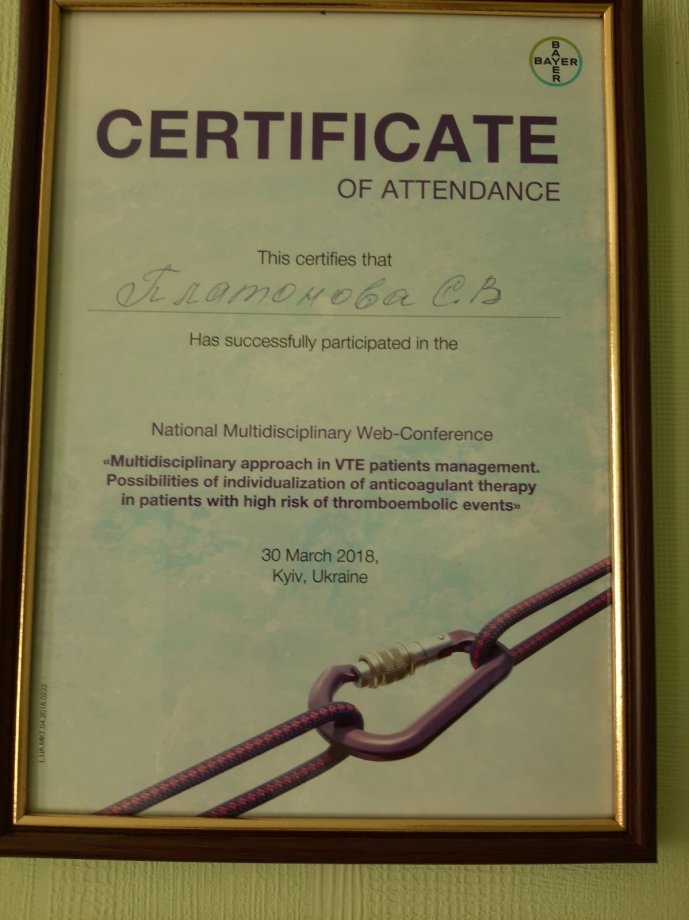 BAYER
BAYER
CERTIFICATE
OF ATTENDANCE
This certifies that
Платонова С.В
Has successfully participated in the
National Multidisciplinary Web-Conference
«Multidisciplinary approach in VTE patients management.
Possibilities of individualization of anticoagulant therapy
in patients with high risk of thromboembolic events»
30 March 2018,
Kyiv, Ukraine